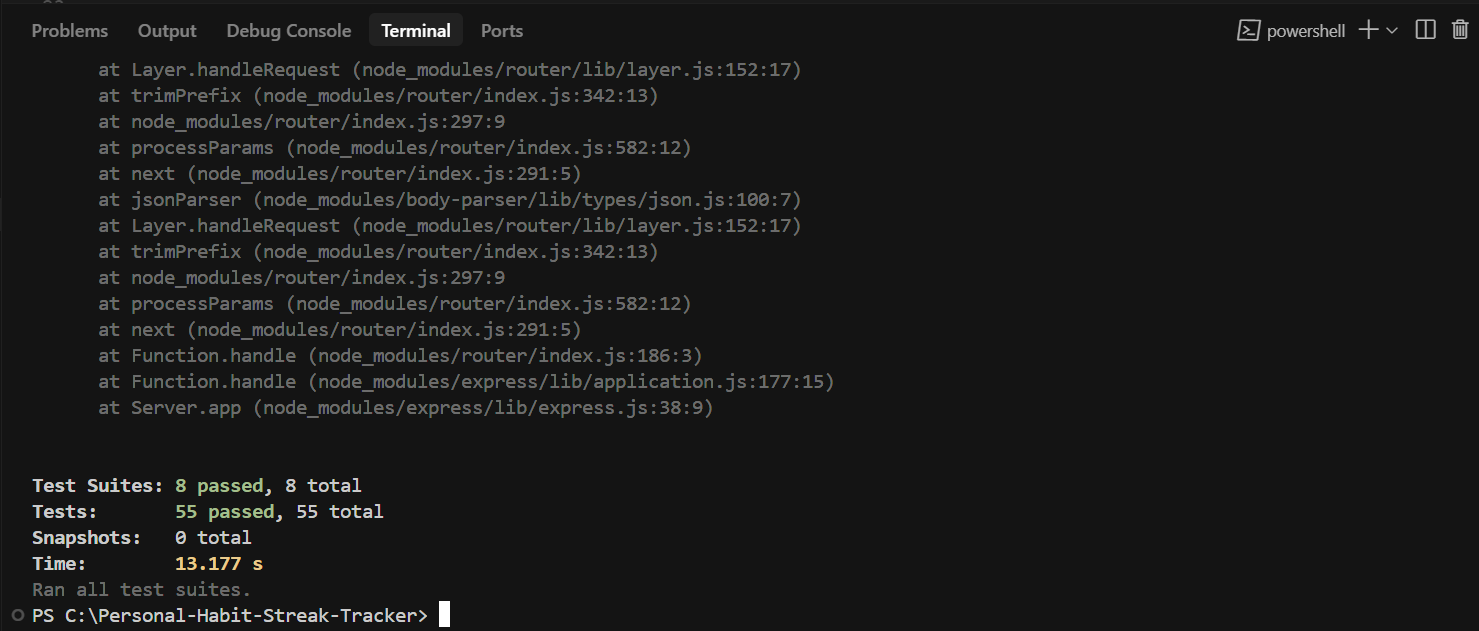 Problems Output Debug Console Terminal Ports powershell
at Layer.handleRequest (node_modules/router/lib/layer.js:152:17)
at trimPrefix (node_modules/router/index.js:342:13)
at node_modules/router/index.js:297:9
at processParams (node_modules/router/index.js:582:12)
at next (node_modules/router/index.js:291:5)
at jsonParser (node_modules/body-parser/lib/types/json.js:100:7)
at Layer.handleRequest (node_modules/router/lib/layer.js:152:17)
at trimPrefix (node_modules/router/index.js:342:13)
at node_modules/router/index.js:297:9
at processParams (node_modules/router/index.js:582:12)
at next (node_modules/router/index.js:291:5)
at Function.handle (node_modules/router/index.js:186:3)
at Function.handle (node_modules/express/lib/application.js:177:15)
at Server.app (node_modules/express/lib/express.js:38:9)
Test Suites: 8 passed, 8 total
Tests: 55 passed, 55 total
Snapshots: 0 total
Time: 13.177 s
Ran all test suites.
PS C:\Personal-Habit-Streak-Tracker>